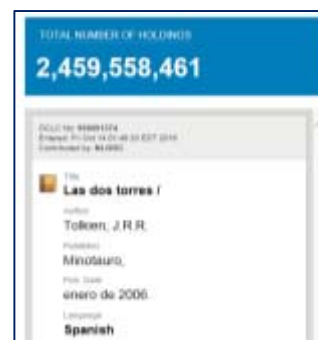 TOTAL NUMBER OF HOLDINGS
2,459,558,461
Title
Las dos torres /
Author
Tolkien, J.R.R.
Publisher
Minotauro,
Pub. Date
enero de 2006.
Language
Spanish